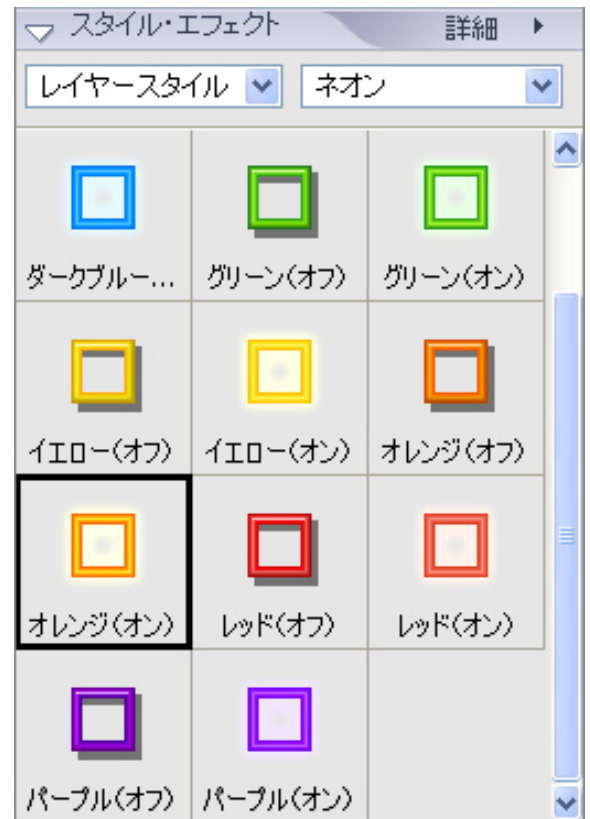 スタイル・エフェクト 詳細
レイヤースタイル ネオン
ダークブルー... グリーン(オフ) グリーン(オン)
イエロー(オフ) イエロー(オン) オレンジ(オフ)
オレンジ(オン) レッド(オフ) レッド(オン)
パープル(オフ) パープル(オン)